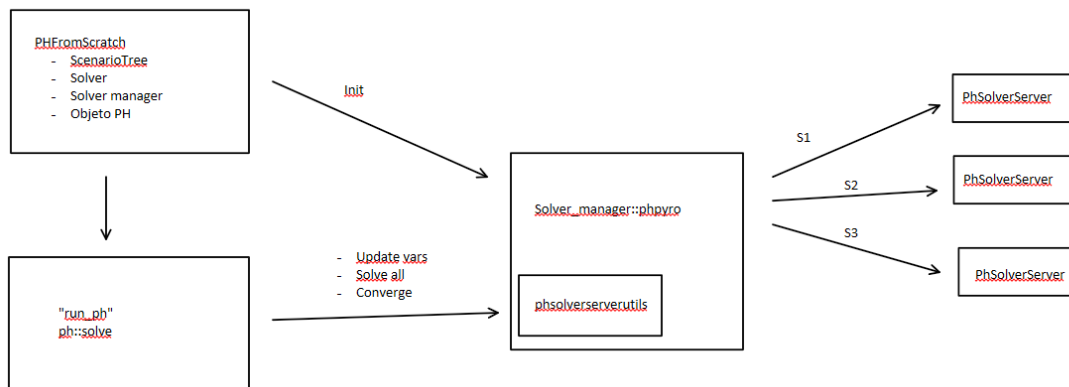 PHFromScratch
- ScenarioTree
- Solver
- Solver manager
- Objeto PH
Init
"run_ph"
ph::solve
- Update vars
- Solve all
- Converge
Solver_manager::phpyro
phsolverserverutils
S1
S2
S3
PhSolverServer
PhSolverServer
PhSolverServer